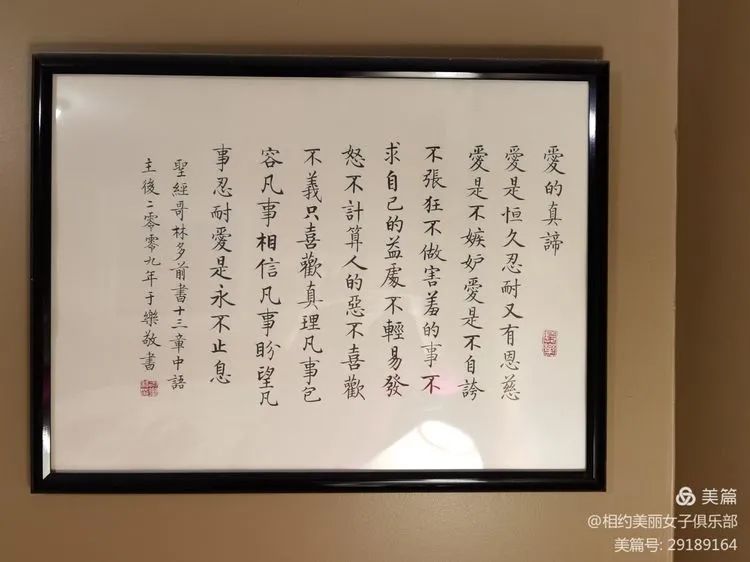 愛的真諦
愛是恒久忍耐又有恩慈
愛是不嫉妒愛是不自誇
不張狂不做害羞的事不
求自己的益處不輕易發
怒不計算人的惡不喜歡
不義只喜歡真理凡事包
容凡事相信凡事盼望凡
事忍耐愛是永不止息
聖經哥林多前書十三章中語
主後二零零九年于樂敬書
美篇
@相约美丽女子俱乐部
美篇号: 29189164